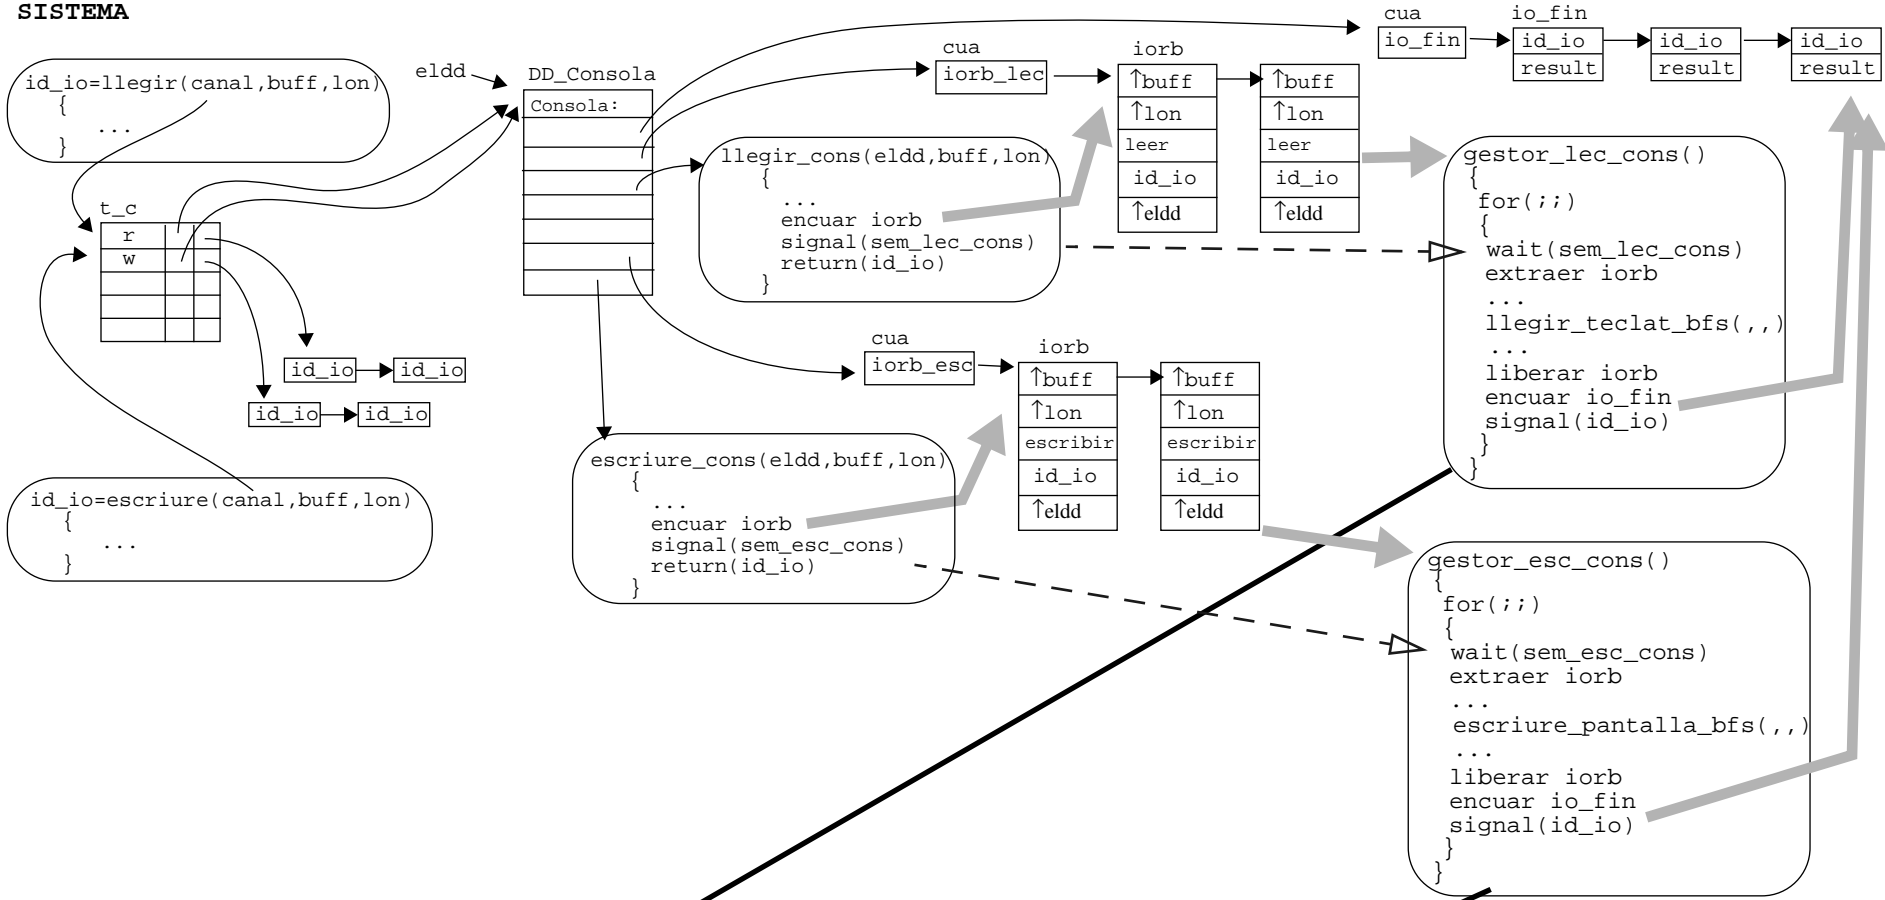 SISTEMA
id_io=llegir(canal,buff,lon)
{
...
}
t_c
r
w
id_io
id_io
id_io
id_io
id_io=escriure(canal,buff,lon)
{
...
}
eldd
DD_Consola
Consola:
cua
iorb_lec
iorb
↑buff
↑lon
leer
id_io
↑eldd
↑buff
↑lon
leer
id_io
↑eldd
cua
io_fin
io_fin
id_io
result
id_io
result
id_io
result
llegir_cons(eldd,buff,lon)
{
...
encuar iorb
signal(sem_lec_cons)
return(id_io)
}
gestor_lec_cons()
{
for(;;)
{
wait(sem_lec_cons)
extraer iorb
...
llegir_teclat_bfs(,,)
...
liberar iorb
encuar io_fin
signal(id_io)
}
}
cua
iorb_esc
iorb
↑buff
↑lon
escribir
id_io
↑eldd
↑buff
↑lon
escribir
id_io
↑eldd
escriure_cons(eldd,buff,lon)
{
...
encuar iorb
signal(sem_esc_cons)
return(id_io)
}
gestor_esc_cons()
{
for(;;)
{
wait(sem_esc_cons)
extraer iorb
...
escriure_pantalla_bfs(,,)
...
liberar iorb
encuar io_fin
signal(id_io)
}
}